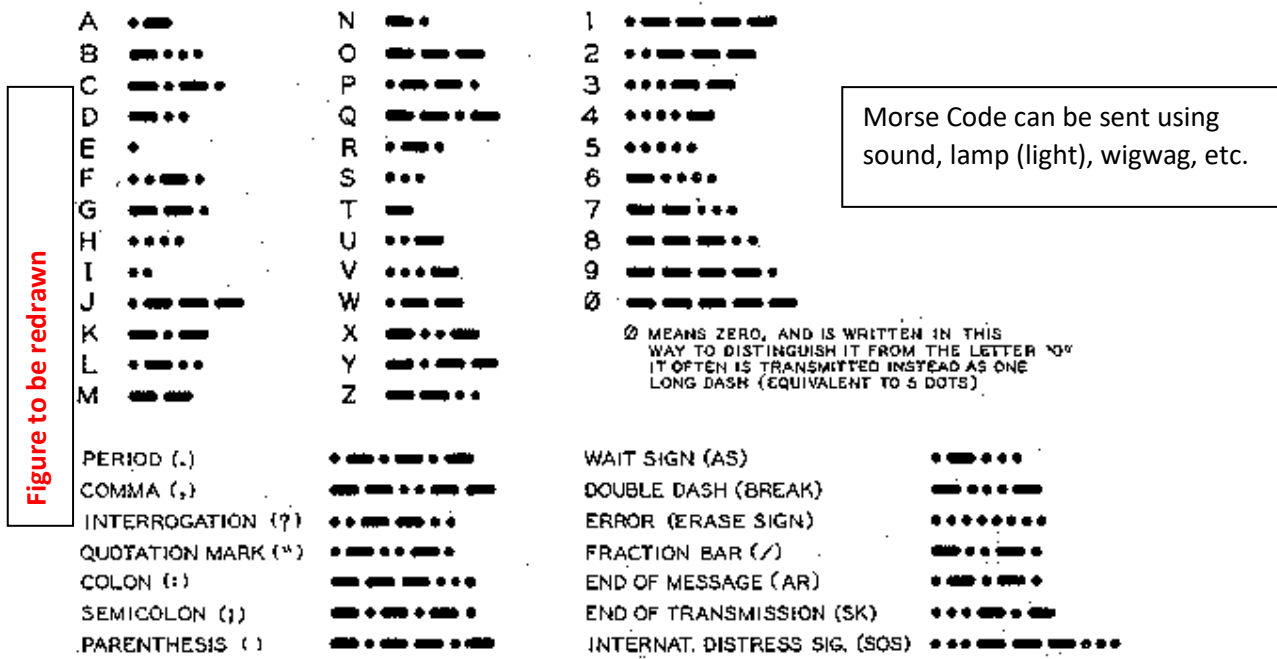 A •—
B —•••
C —•—•
D —••
E •
F ••—•
G ——•
H ••••
I ••
J •———
K —•—
L •—••
M ——
N —•
O ———
P •——•
Q ——•—
R •—•
S •••
T —
U ••—
V •••—
W •——
X —••—
Y —•——
Z ——••
1 •————
2 ••———
3 •••——
4 ••••—
5 •••••
6 —••••
7 ——•••
8 ———••
9 ————•
Ø —————
Ø MEANS ZERO, AND IS WRITTEN IN THIS
WAY TO DISTINGUISH IT FROM THE LETTER "O"
IT OFTEN IS TRANSMITTED INSTEAD AS ONE
LONG DASH (EQUIVALENT TO 5 DOTS)
Morse Code can be sent using
sound, lamp (light), wigwag, etc.
Figure to be redrawn
PERIOD (.) •—•—•—
COMMA (,) ——••——
INTERROGATION (?) ••——••
QUOTATION MARK (") •—••—•
COLON (:) ———•••
SEMICOLON (;) —•—•—•
PARENTHESIS ( ) —•——•—
WAIT SIGN (AS) •—•••
DOUBLE DASH (BREAK) —•••—
ERROR (ERASE SIGN) ••••••••
FRACTION BAR (/) —••—•
END OF MESSAGE (AR) •—•—•
END OF TRANSMISSION (SK) •••—•—
INTERNAT. DISTRESS SIG. (SOS) •••———•••